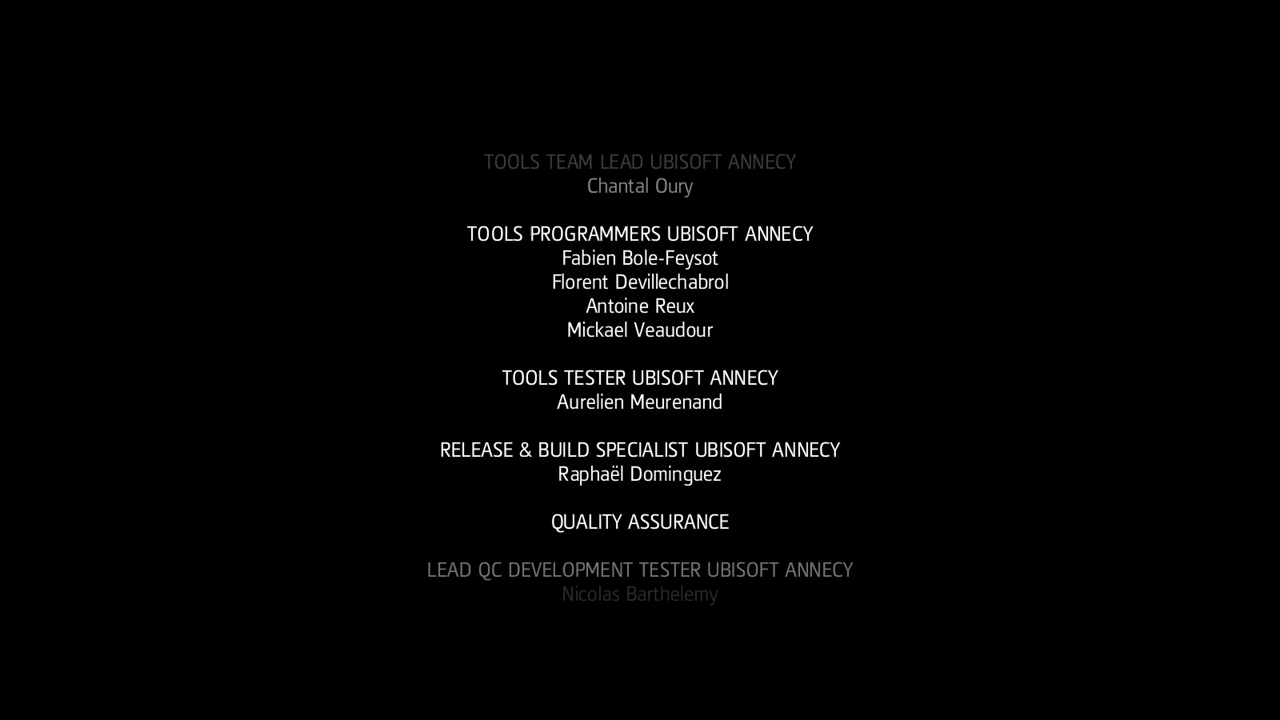 TOOLS TEAM LEAD UBISOFT ANNECY
Chantal Oury
TOOLS PROGRAMMERS UBISOFT ANNECY
Fabien Bole-Feysot
Florent Devillechabrol
Antoine Reux
Mickael Veaudour
TOOLS TESTER UBISOFT ANNECY
Aurelien Meurenand
RELEASE & BUILD SPECIALIST UBISOFT ANNECY
Raphaël Dominguez
QUALITY ASSURANCE
LEAD QC DEVELOPMENT TESTER UBISOFT ANNECY
Nicolas Barthelemy